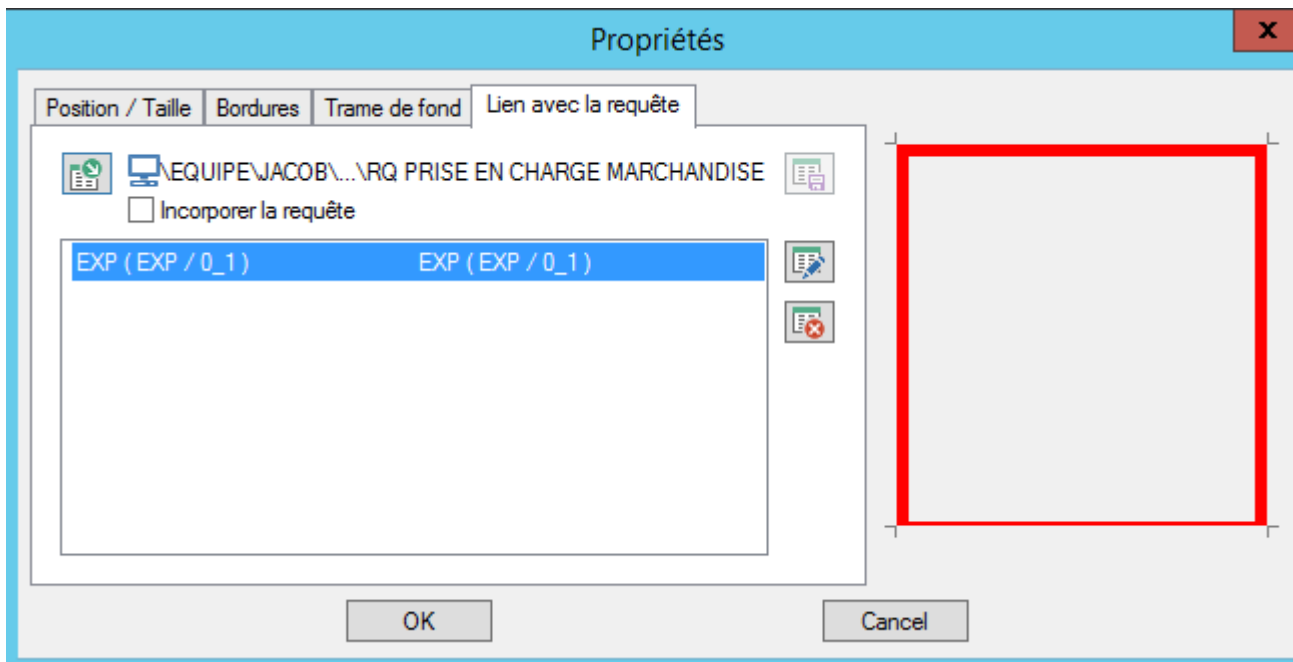 Propriétés
x
Position / Taille Bordures Trame de fond Lien avec la requête
\EQUIPE\JACOB\...\RQ PRISE EN CHARGE MARCHANDISE
Incorporer la requête
EXP ( EXP / 0_1 ) EXP ( EXP / 0_1 )
OK Cancel